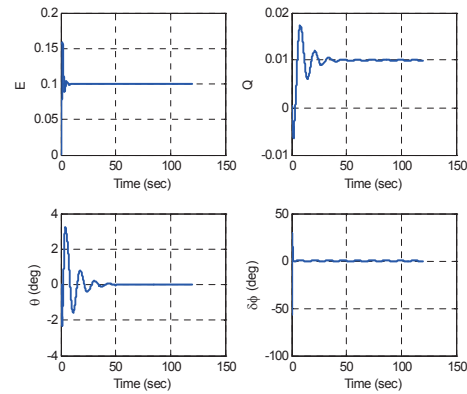 0.2
0.15
0.1
0.05
0
E
0 50 100 150
Time (sec)
0.02
0.01
0
-0.01
Q
0 50 100 150
Time (sec)
4
2
0
-2
-4
θ (deg)
0 50 100 150
Time (sec)
50
0
-50
-100
δϕ (deg)
0 50 100 150
Time (sec)